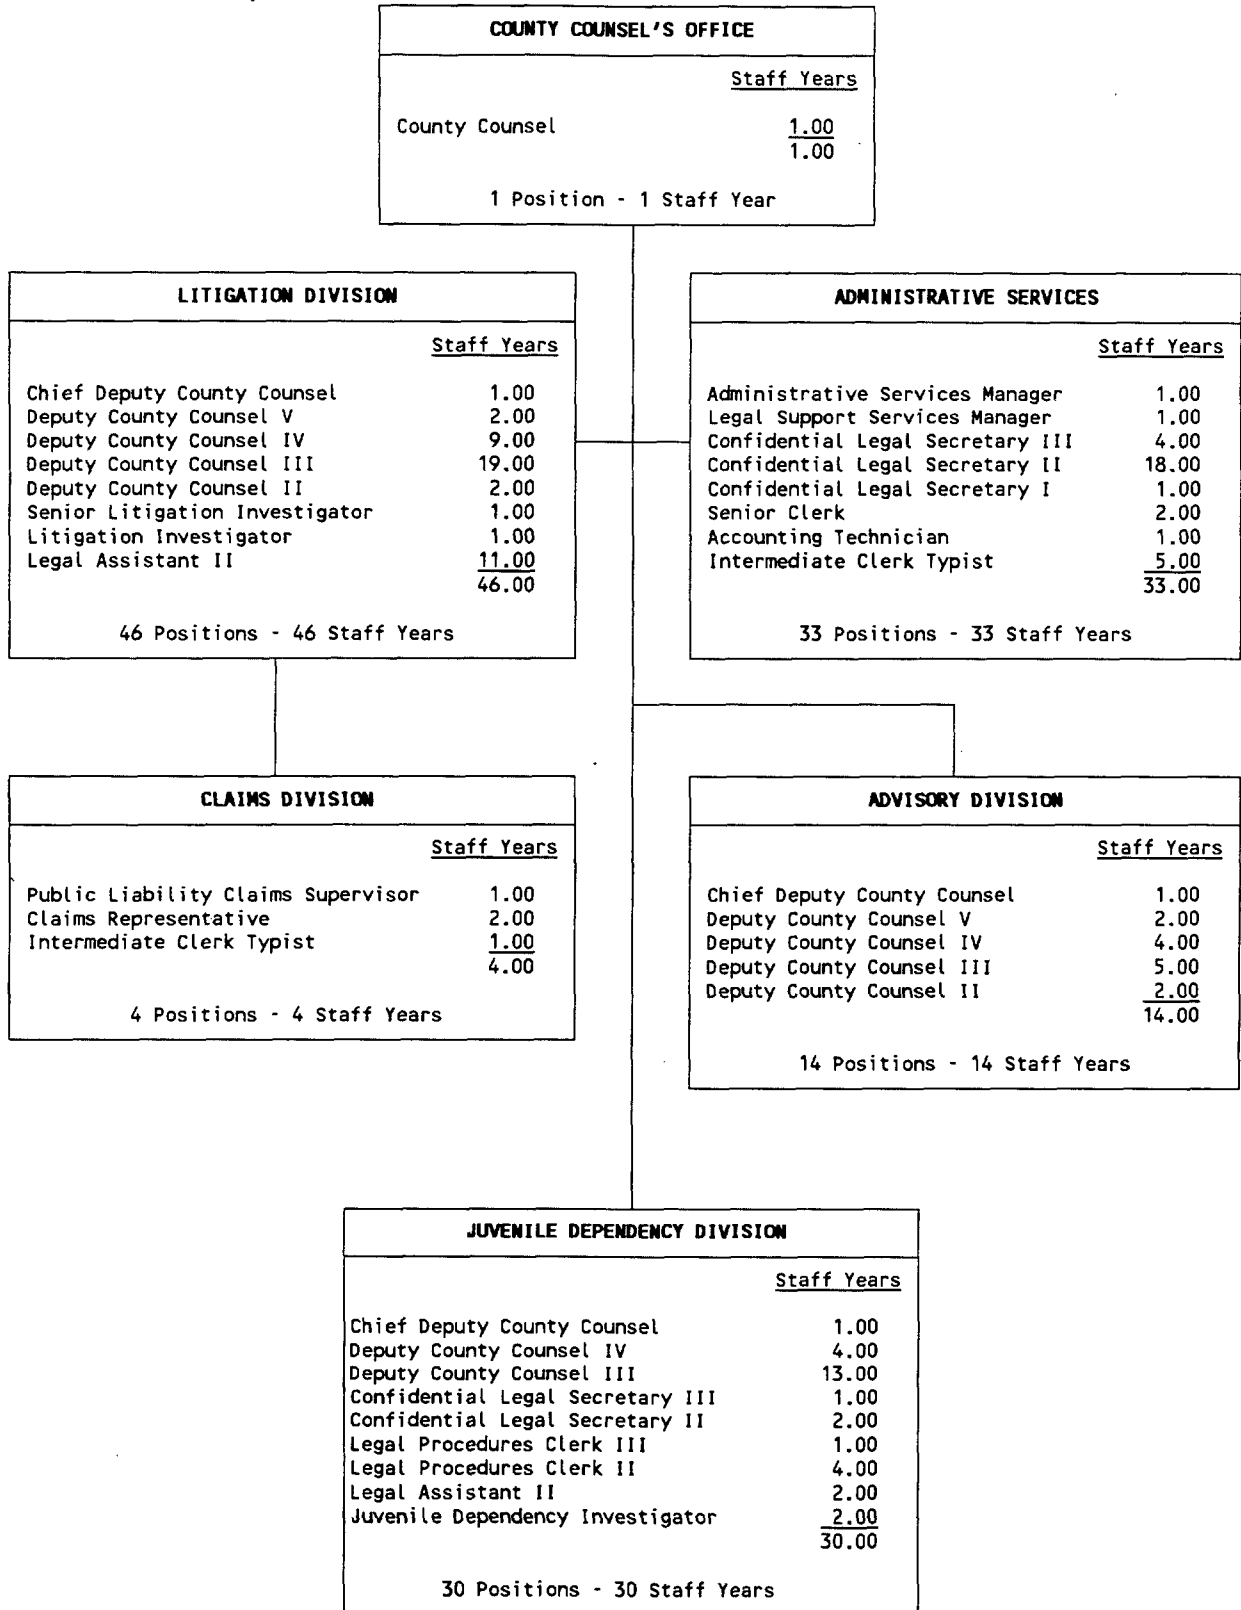 COUNTY COUNSEL'S OFFICE
Staff Years
County Counsel 1.00
1.00
1 Position - 1 Staff Year
LITIGATION DIVISION
Staff Years
Chief Deputy County Counsel 1.00
Deputy County Counsel V 2.00
Deputy County Counsel IV 9.00
Deputy County Counsel III 19.00
Deputy County Counsel II 2.00
Senior Litigation Investigator 1.00
Litigation Investigator 1.00
Legal Assistant II 11.00
46.00
46 Positions - 46 Staff Years
ADMINISTRATIVE SERVICES
Staff Years
Administrative Services Manager 1.00
Legal Support Services Manager 1.00
Confidential Legal Secretary III 4.00
Confidential Legal Secretary II 18.00
Confidential Legal Secretary I 1.00
Senior Clerk 2.00
Accounting Technician 1.00
Intermediate Clerk Typist 5.00
33.00
33 Positions - 33 Staff Years
CLAIMS DIVISION
Staff Years
Public Liability Claims Supervisor 1.00
Claims Representative 2.00
Intermediate Clerk Typist 1.00
4.00
4 Positions - 4 Staff Years
ADVISORY DIVISION
Staff Years
Chief Deputy County Counsel 1.00
Deputy County Counsel V 2.00
Deputy County Counsel IV 4.00
Deputy County Counsel III 5.00
Deputy County Counsel II 2.00
14.00
14 Positions - 14 Staff Years
JUVENILE DEPENDENCY DIVISION
Staff Years
Chief Deputy County Counsel 1.00
Deputy County Counsel IV 4.00
Deputy County Counsel III 13.00
Confidential Legal Secretary III 1.00
Confidential Legal Secretary II 2.00
Legal Procedures Clerk III 1.00
Legal Procedures Clerk II 4.00
Legal Assistant II 2.00
Juvenile Dependency Investigator 2.00
30.00
30 Positions - 30 Staff Years